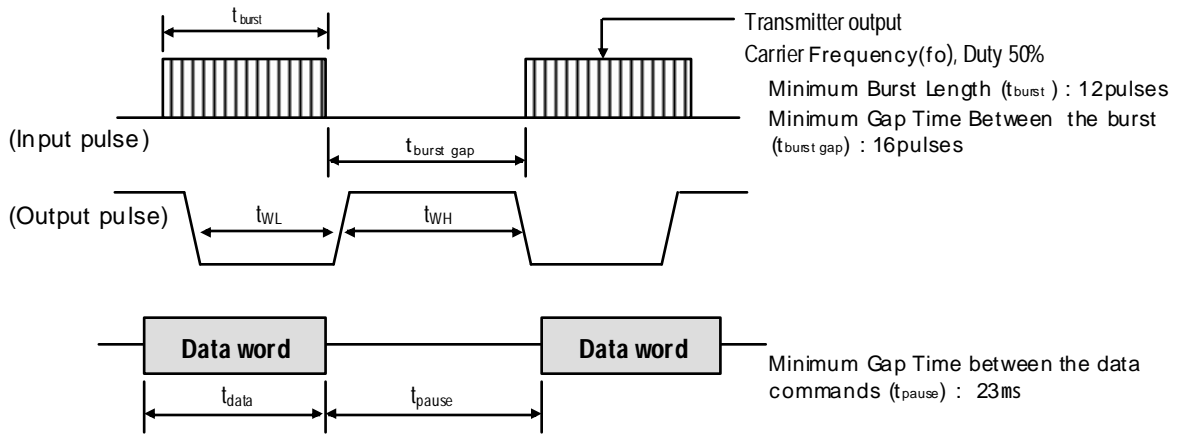 t burst
Transmitter output
Carrier Frequency(fo), Duty 50%
Minimum Burst Length (tburst ) : 12pulses
Minimum Gap Time Between the burst
(tburst gap) : 16pulses
(Input pulse)
tburst gap
(Output pulse)
tWL
tWH
Data word
Data word
Minimum Gap Time between the data
commands (tpause) : 23ms
tdata
tpause